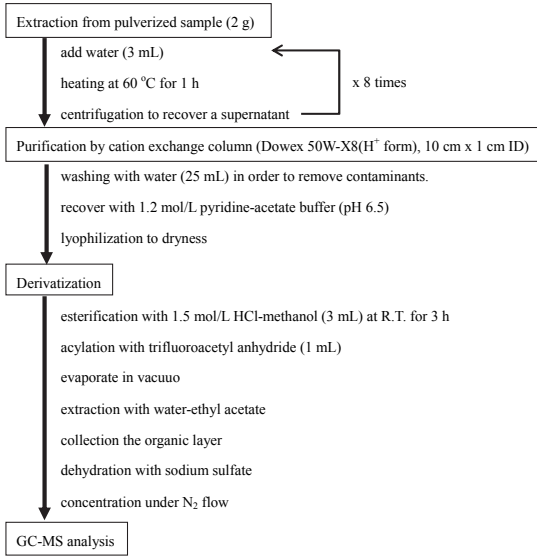 Extraction from pulverized sample (2 g)
add water (3 mL)
heating at 60 °C for 1 h
x 8 times
centrifugation to recover a supernatant
Purification by cation exchange column (Dowex 50W-X8(H⁺ form), 10 cm x 1 cm ID)
washing with water (25 mL) in order to remove contaminants.
recover with 1.2 mol/L pyridine-acetate buffer (pH 6.5)
lyophilization to dryness
Derivatization
esterification with 1.5 mol/L HCl-methanol (3 mL) at R.T. for 3 h
acylation with trifluoroacetyl anhydride (1 mL)
evaporate in vacuuo
extraction with water-ethyl acetate
collection the organic layer
dehydration with sodium sulfate
concentration under N₂ flow
GC-MS analysis